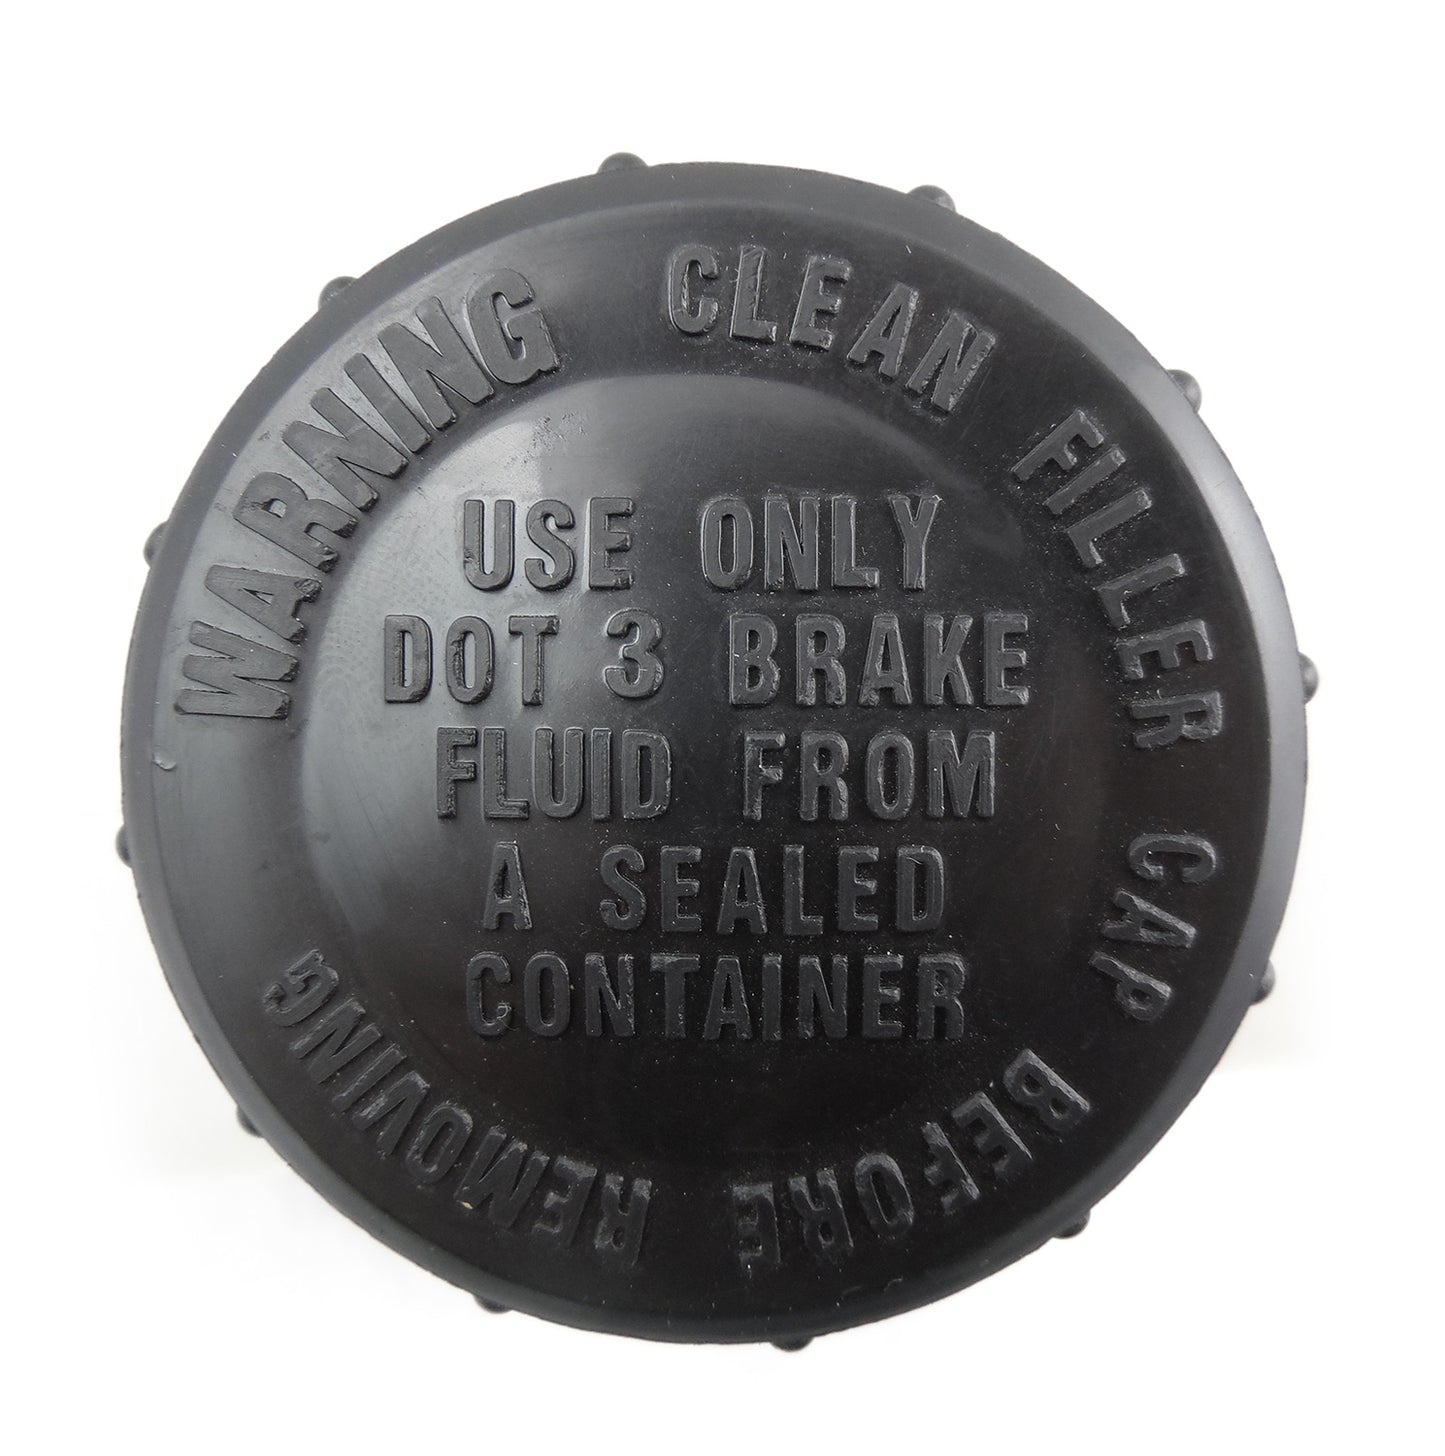 WARNING CLEAN FILLER CAP BEFORE REMOVING
USE ONLY
DOT 3 BRAKE
FLUID FROM
A SEALED
CONTAINER